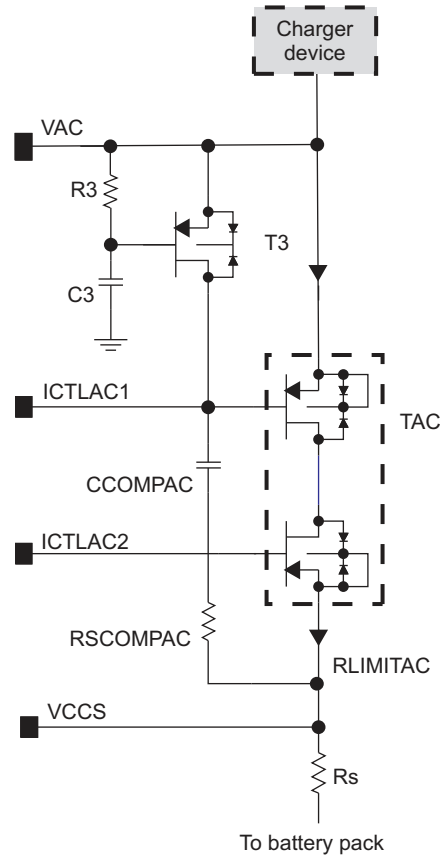 Charger
device
VAC
R3
T3
C3
ICTLAC1
TAC
CCOMPAC
ICTLAC2
RSCOMPAC
RLIMITAC
VCCS
Rs
To battery pack